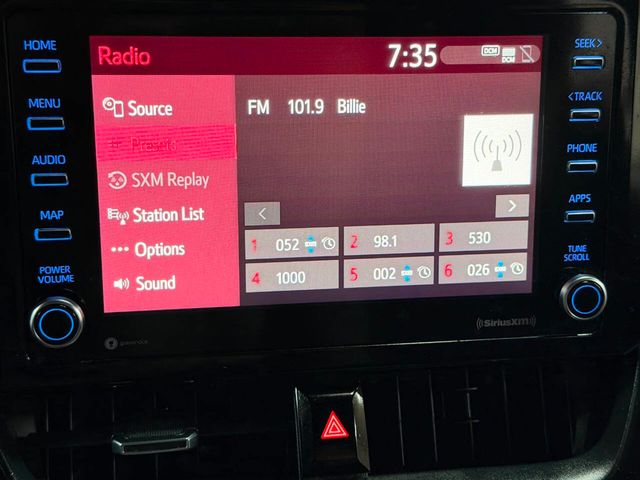 HOME
MENU
AUDIO
MAP
POWER
VOLUME
Radio
7:35
DCM
DCM
Source
Presets
SXM Replay
Station List
Options
Sound
FM 101.9 Billie
<
>
1 052
2 98.1
3 530
4 1000
5 002
6 026
SEEK>
<TRACK
PHONE
APPS
TUNE
SCROLL
SiriusXM